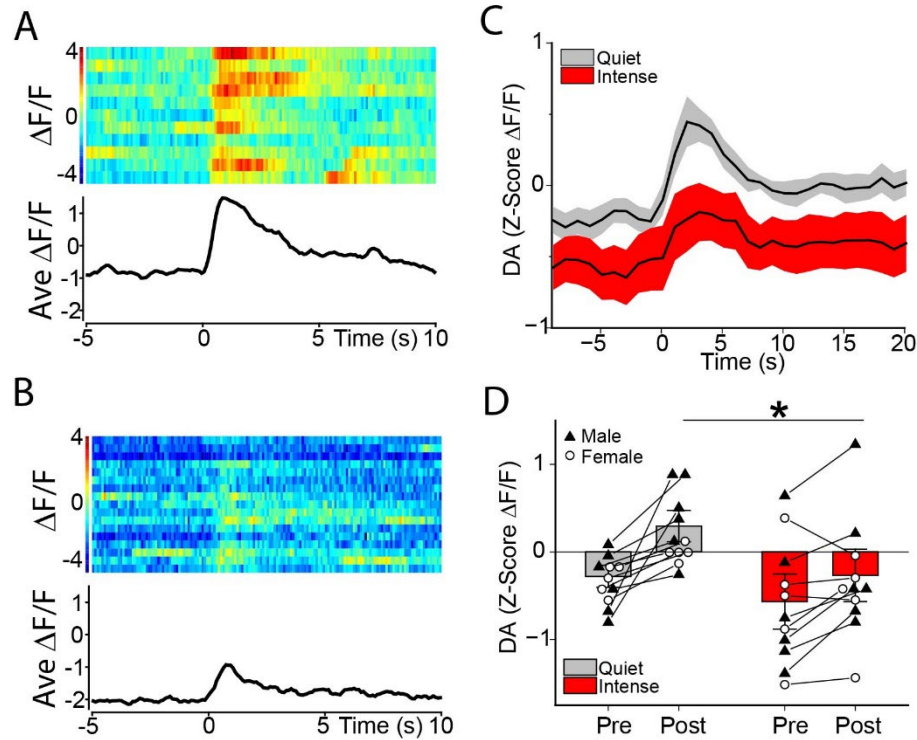 A
4
0
-4
ΔF/F
1
0
-1
-2
Ave ΔF/F
-5
0
5
Time (s)
10
B
4
0
-4
ΔF/F
1
0
-1
-2
Ave ΔF/F
-5
0
5
Time (s)
10
C
Quiet
Intense
1
0
−1
DA (Z-Score ΔF/F)
−5
0
5
10
15
20
Time (s)
D
*
Male
Female
1
0
−1
DA (Z-Score ΔF/F)
Quiet
Intense
Pre
Post
Pre
Post